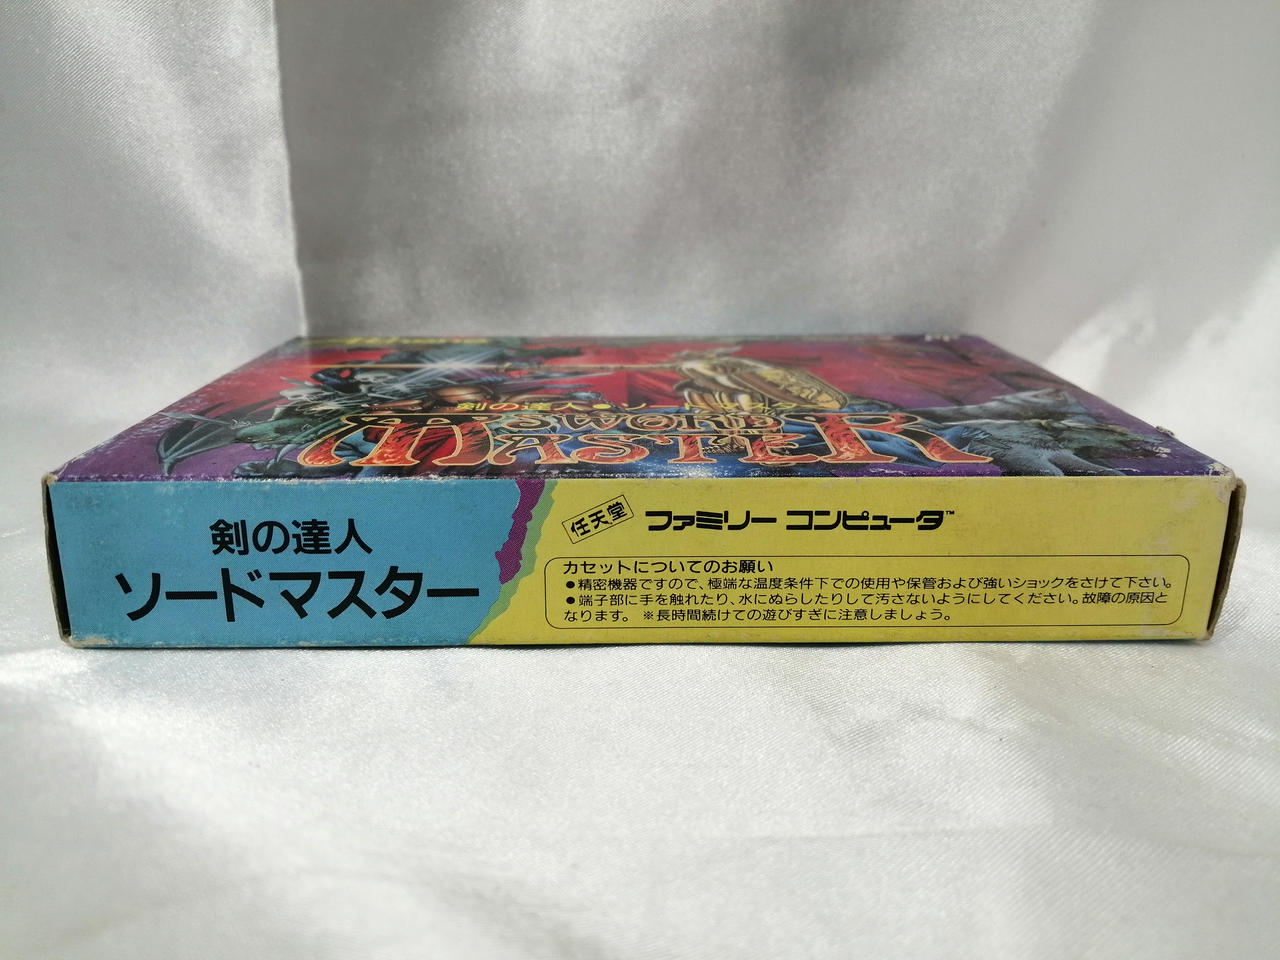 剣の達人●ソードマスター
SWORD
MASTER
剣の達人
ソードマスター
任天堂 ファミリー コンピュータ™
カセットについてのお願い
●精密機器ですので、極端な温度条件下での使用や保管および強いショックをさけて下さい。
●端子部に手を触れたり、水にぬらしたりして汚さないようにしてください。故障の原因と
なります。 ※長時間続けての遊びすぎに注意しましょう。